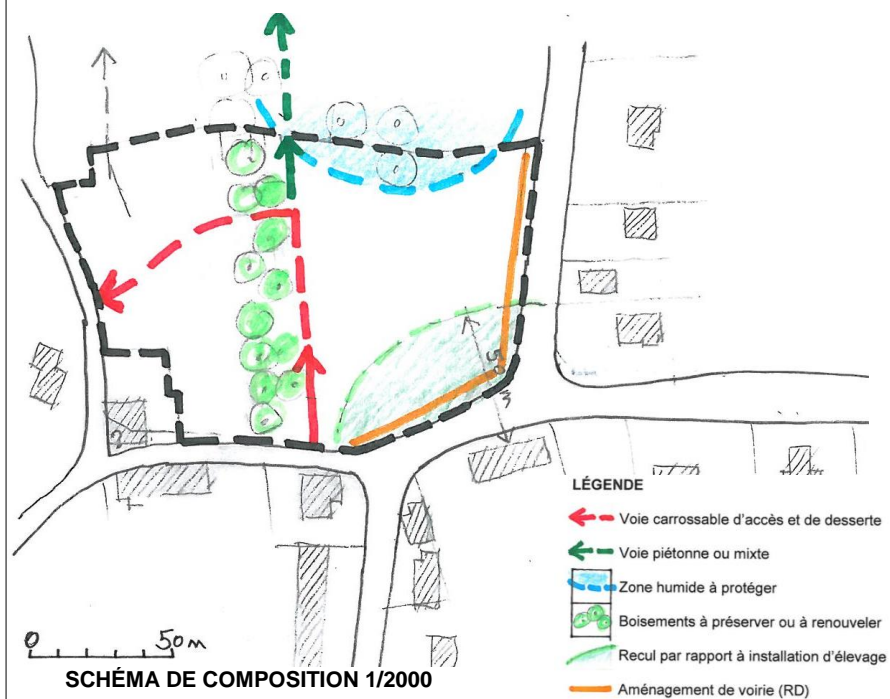 50 m
LÉGENDE
Voie carrossable d'accès et de desserte
Voie piétonne ou mixte
Zone humide à protéger
Boisements à préserver ou à renouveler
Recul par rapport à installation d'élevage
Aménagement de voirie (RD)
0 50m
SCHÉMA DE COMPOSITION 1/2000